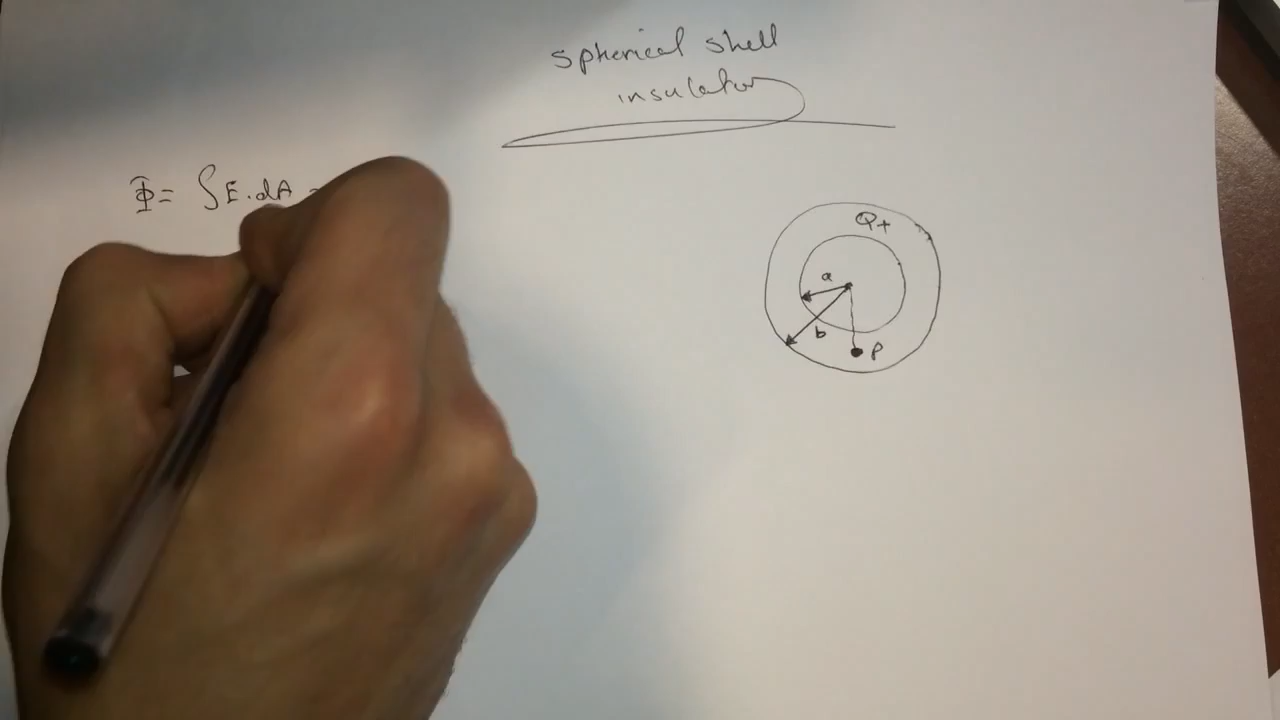 spherical shell
insulator
Φ = ∫E.dA =
Q+
a
b
P